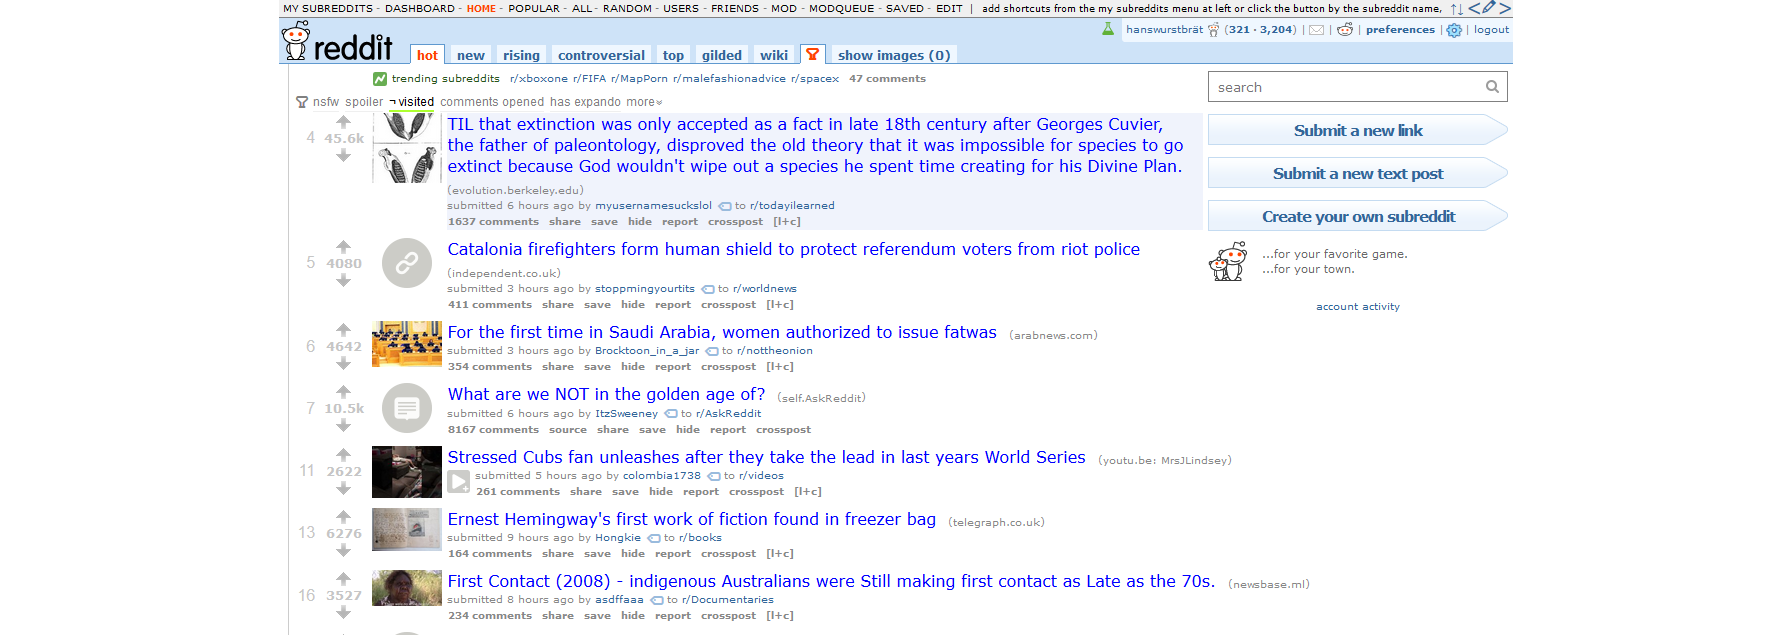 MY SUBREDDITS - DASHBOARD - HOME - POPULAR - ALL - RANDOM - USERS - FRIENDS - MOD - MODQUEUE - SAVED - EDIT | add shortcuts from the my subreddits menu at left or click the button by the subreddit name,
hanswurstbrät (321 · 3,204) | | | preferences | | logout
reddit hot new rising controversial top gilded wiki show images (0)
trending subreddits r/xboxone r/FIFA r/MapPorn r/malefashionadvice r/spacex 47 comments
search
nsfw spoiler ¬visited comments opened has expando more
4 45.6k
TIL that extinction was only accepted as a fact in late 18th century after Georges Cuvier,
the father of paleontology, disproved the old theory that it was impossible for species to go
extinct because God wouldn't wipe out a species he spent time creating for his Divine Plan.
(evolution.berkeley.edu)
submitted 6 hours ago by myusernamesuckslol to r/todayilearned
1637 comments share save hide report crosspost [l+c]
Submit a new link
Submit a new text post
Create your own subreddit
...for your favorite game.
...for your town.
account activity
5 4080
Catalonia firefighters form human shield to protect referendum voters from riot police
(independent.co.uk)
submitted 3 hours ago by stoppmingyourtits to r/worldnews
411 comments share save hide report crosspost [l+c]
6 4642
For the first time in Saudi Arabia, women authorized to issue fatwas (arabnews.com)
submitted 3 hours ago by Brocktoon_in_a_jar to r/nottheonion
354 comments share save hide report crosspost [l+c]
7 10.5k
What are we NOT in the golden age of? (self.AskReddit)
submitted 6 hours ago by ItzSweeney to r/AskReddit
8167 comments source share save hide report crosspost
11 2622
Stressed Cubs fan unleashes after they take the lead in last years World Series (youtu.be: MrsJLindsey)
submitted 5 hours ago by colombia1738 to r/videos
261 comments share save hide report crosspost [l+c]
13 6276
Ernest Hemingway's first work of fiction found in freezer bag (telegraph.co.uk)
submitted 9 hours ago by Hongkie to r/books
164 comments share save hide report crosspost [l+c]
16 3527
First Contact (2008) - indigenous Australians were Still making first contact as Late as the 70s. (newsbase.ml)
submitted 8 hours ago by asdffaaa to r/Documentaries
234 comments share save hide report crosspost [l+c]